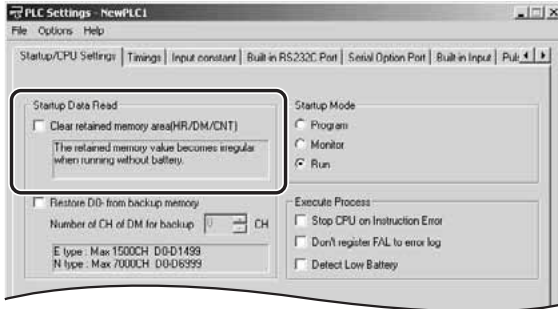 PLC Settings - NewPLC1
File Options Help
Startup/CPU Settings Timings Input constant Built in RS232C Port Serial Option Port Built in Input Pul
Startup Data Read
Clear retained memory area(HR/DM/CNT)
The retained memory value becomes irregular
when running without battery.
Restore D0- from backup memory
Number of CH of DM for backup 0 CH
E type : Max 1500CH D0-D1499
N type : Max 7000CH D0-D6999
Startup Mode
Program
Monitor
Run
Execute Process
Stop CPU on Instruction Error
Don't register FAL to error log
Detect Low Battery